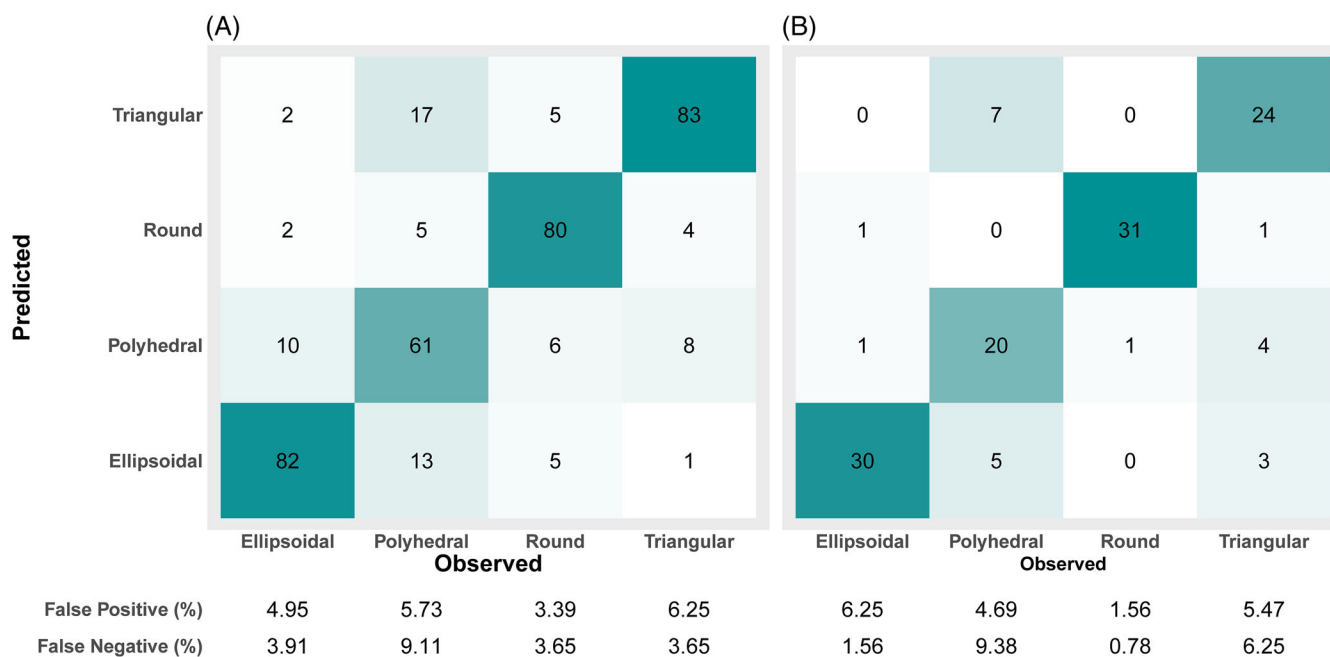 (A) (B)
Triangular 2 17 5 83 0 7 0 24
Round 2 5 80 4 1 0 31 1
Predicted
Polyhedral 10 61 6 8 1 20 1 4
Ellipsoidal 82 13 5 1 30 5 0 3
Ellipsoidal Polyhedral Round Triangular Ellipsoidal Polyhedral Round Triangular
Observed Observed
False Positive (%) 4.95 5.73 3.39 6.25 6.25 4.69 1.56 5.47
False Negative (%) 3.91 9.11 3.65 3.65 1.56 9.38 0.78 6.25